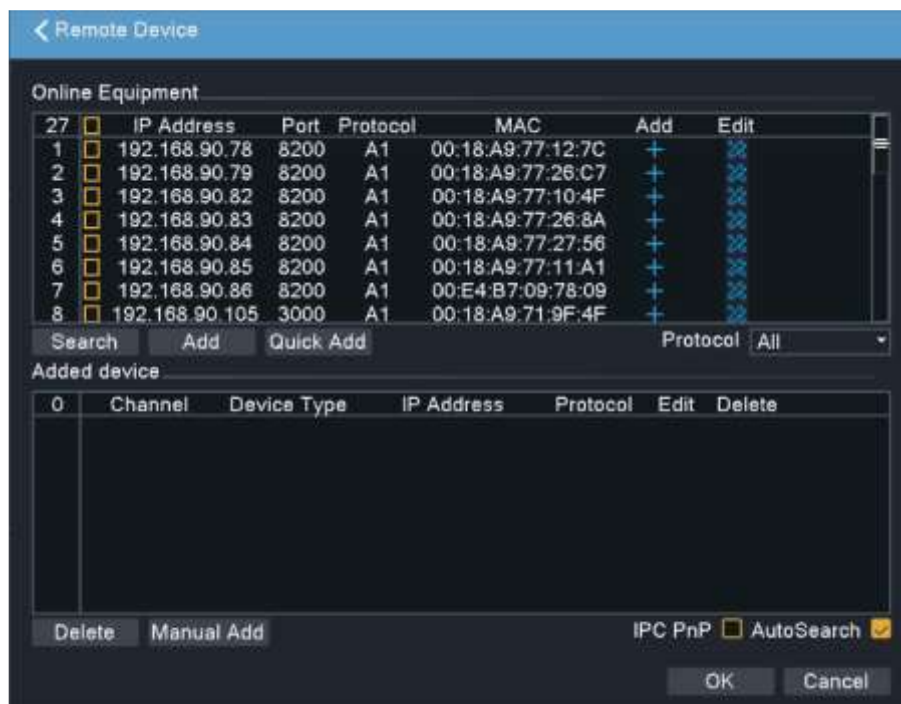 Remote Device
Online Equipment
27 IP Address Port Protocol MAC Add Edit
1 192.168.90.78 8200 A1 00:18:A9:77:12:7C
2 192.168.90.79 8200 A1 00:18:A9:77:26:C7
3 192.168.90.82 8200 A1 00:18:A9:77:10:4F
4 192.168.90.83 8200 A1 00:18:A9:77:26:8A
5 192.168.90.84 8200 A1 00:18:A9:77:27:56
6 192.168.90.85 8200 A1 00:18:A9:77:11:A1
7 192.168.90.86 8200 A1 00:E4:B7:09:78:09
8 192.168.90.105 3000 A1 00:18:A9:71:9F:4F
Search Add Quick Add Protocol All
Added device
0 Channel Device Type IP Address Protocol Edit Delete
Delete Manual Add IPC PnP AutoSearch
OK Cancel